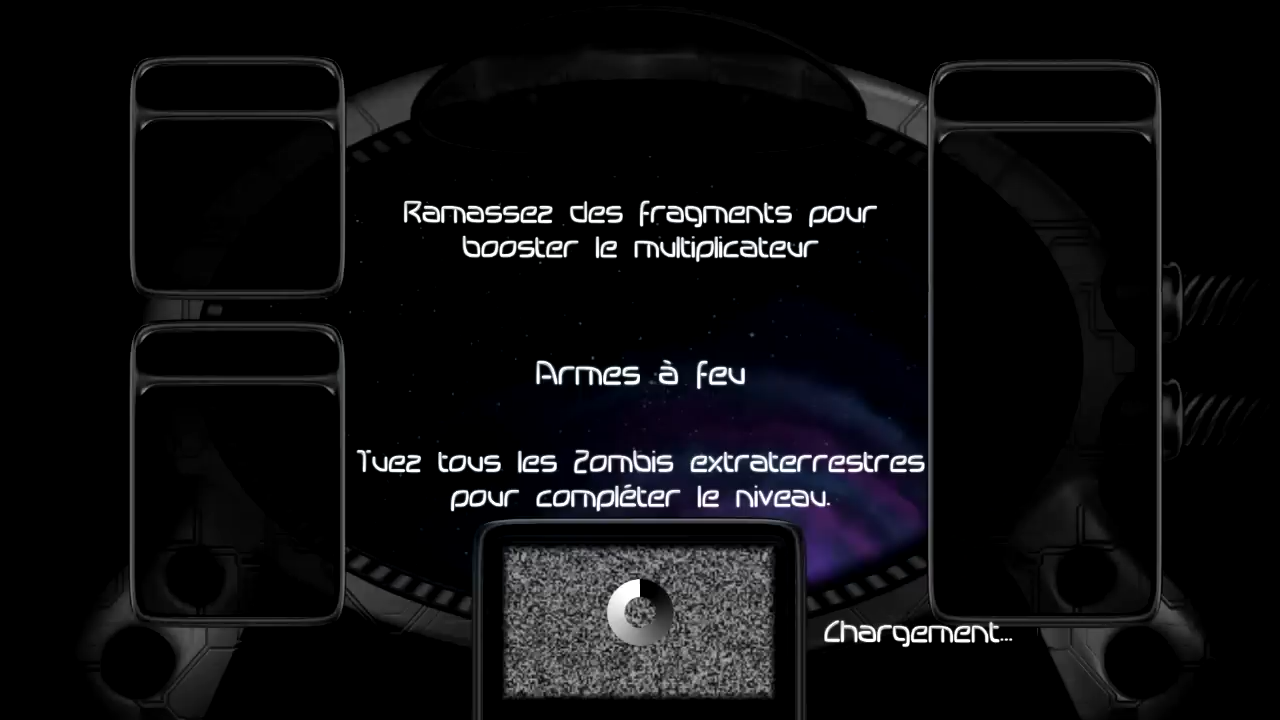 Ramassez des fragments pour
booster le multiplicateur
Armes à feu
Tuez tous les Zombis extraterrestres
pour compléter le niveau.
Chargement...